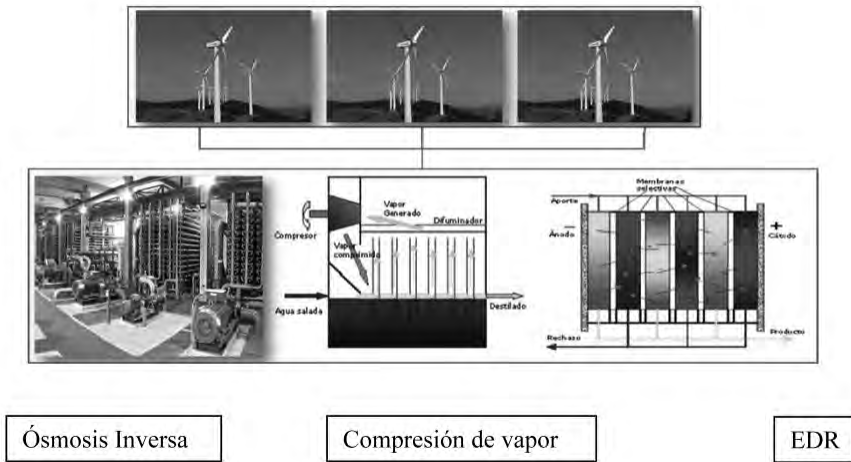 Membranas
selectivas
Aporte
Ánodo
Cátodo
Rechazo
Producto
Compresor
Vapor
Generado
Difuminador
Vapor
comprimido
Agua salada
Destilado
Ósmosis Inversa
Compresión de vapor
EDR